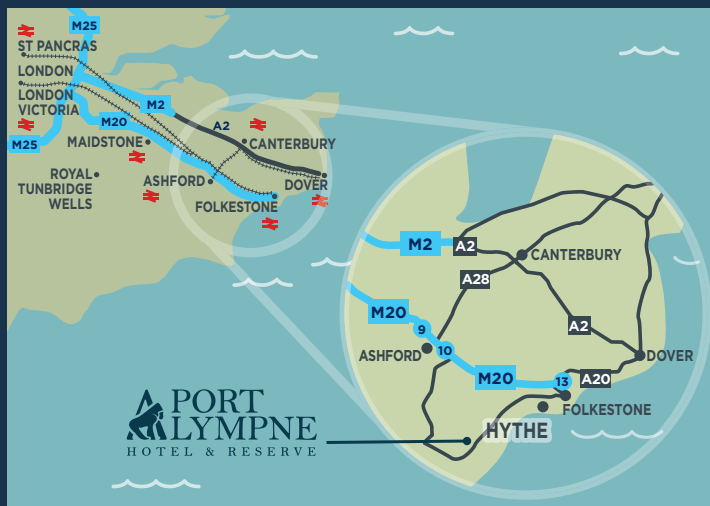 M25
ST PANCRAS
LONDON
LONDON
VICTORIA
M2
M20
A2
M25
MAIDSTONE
CANTERBURY
ROYAL
TUNBRIDGE
WELLS
ASHFORD
DOVER
FOLKESTONE
M2
A2
CANTERBURY
A28
M20
9
A2
10
ASHFORD
DOVER
M20
13
A20
FOLKESTONE
HYTHE
PORT
LYMPNE
HOTEL & RESERVE